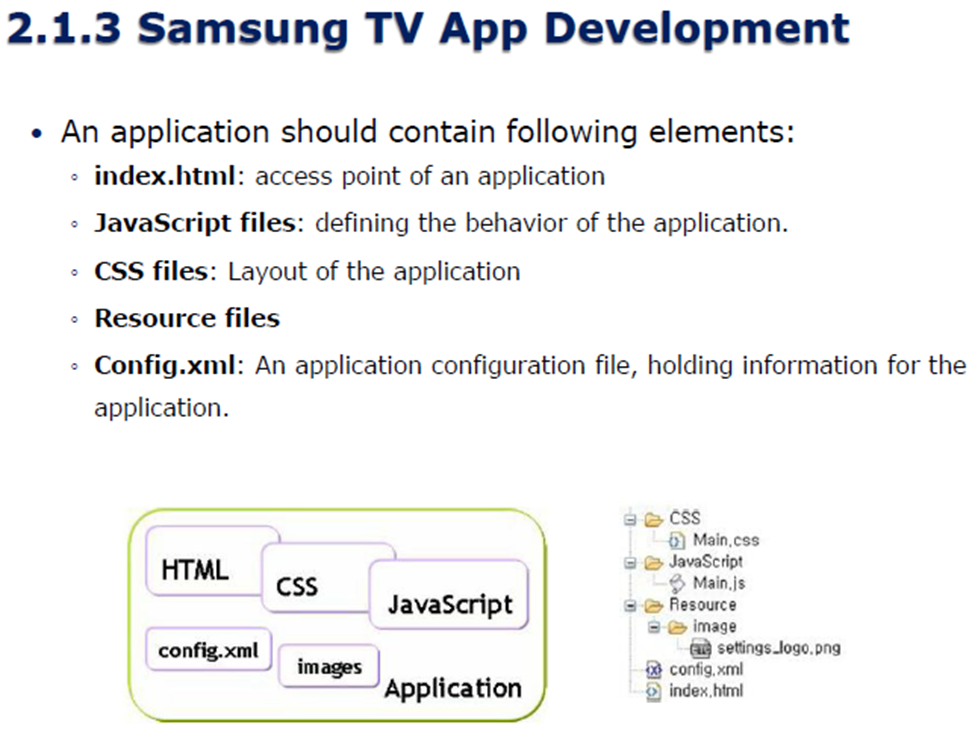 2.1.3 Samsung TV App Development
• An application should contain following elements:
◦ index.html: access point of an application
◦ JavaScript files: defining the behavior of the application.
◦ CSS files: Layout of the application
◦ Resource files
◦ Config.xml: An application configuration file, holding information for the
application.
HTML
CSS
JavaScript
config.xml
images
Application
CSS
Main.css
JavaScript
Main.js
Resource
image
settings_logo.png
config.xml
index.html